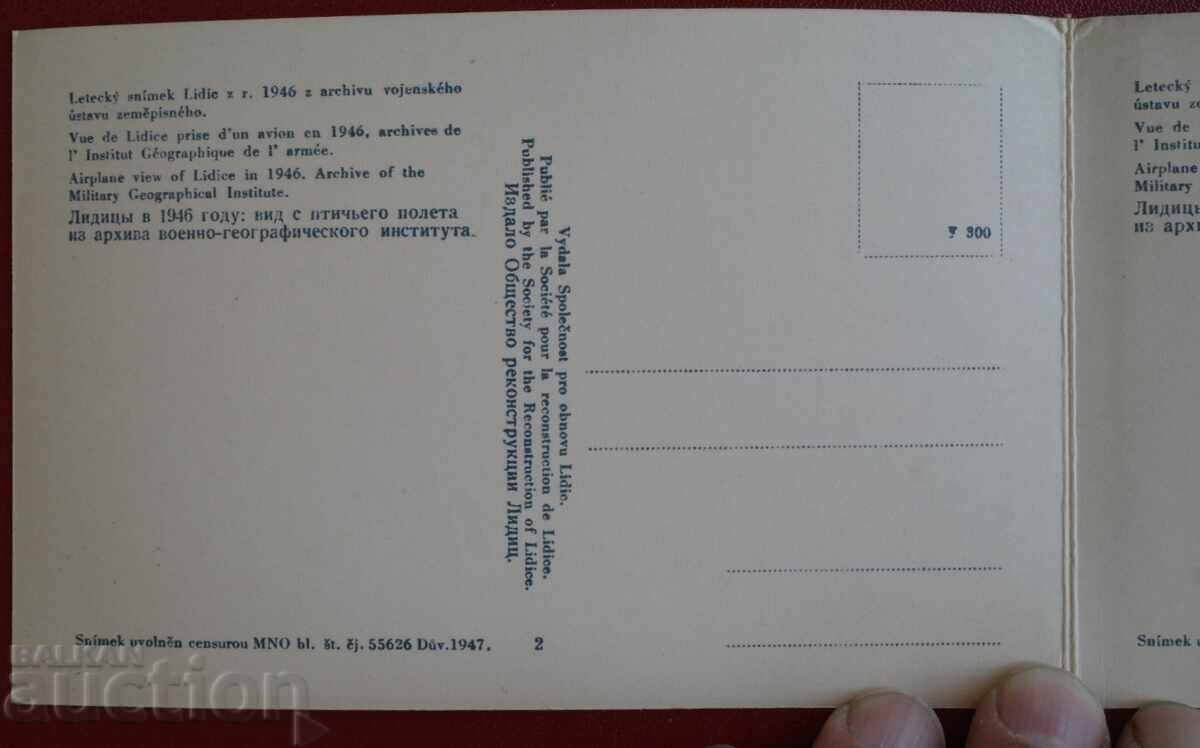 Letecký snímek Lidic z r. 1946 z archivu vojenského
ústavu zeměpisného.
Vue de Lidice prise d'un avion en 1946, archives de
l' Institut Géographique de l' armée.
Airplane view of Lidice in 1946. Archive of the
Military Geographical Institute.
Лидицы в 1946 году: вид с птичьего полета
из архива военно-географического института.
Vydala Společnost pro obnovu Lidic.
Publié par la Société pour la reconstruction de Lidice.
Published by the Society for the Reconstruction of Lidice.
Издало Общество реконструкции Лидиц.
300
Snímek uvolněn censurou MNO bl. št. čj. 55626 Dův. 1947.
2
Letecký
ústavu
Vue de
l' Institu
Airplane
Military
Лидицы
из архи
Snímek
BALKAN
auction